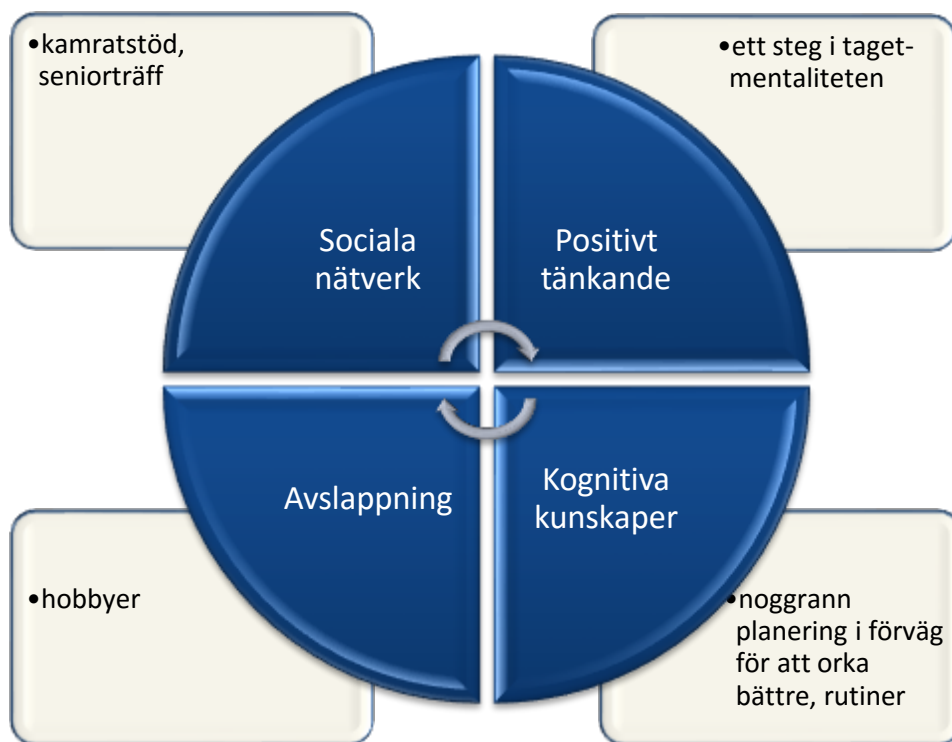 •kamratstöd,
seniorträff
•ett steg i taget-
mentaliteten
Sociala
nätverk
Positivt
tänkande
Avslappning
Kognitiva
kunskaper
•hobbyer
•noggrann
planering i förväg
för att orka
bättre, rutiner